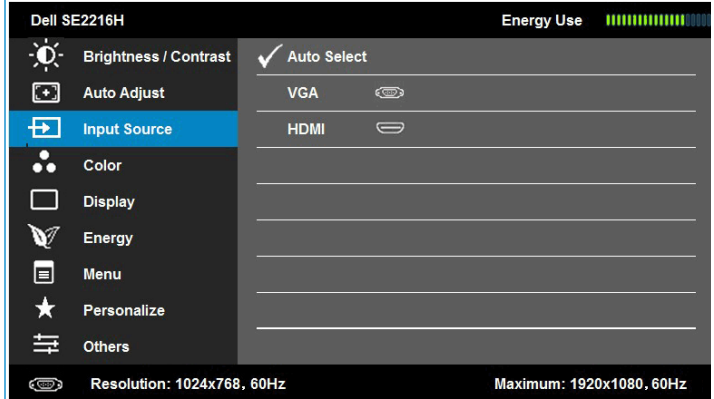 Dell SE2216H Energy Use
Brightness / Contrast Auto Select
Auto Adjust VGA
Input Source HDMI
Color
Display
Energy
Menu
Personalize
Others
Resolution: 1024x768, 60Hz Maximum: 1920x1080, 60Hz